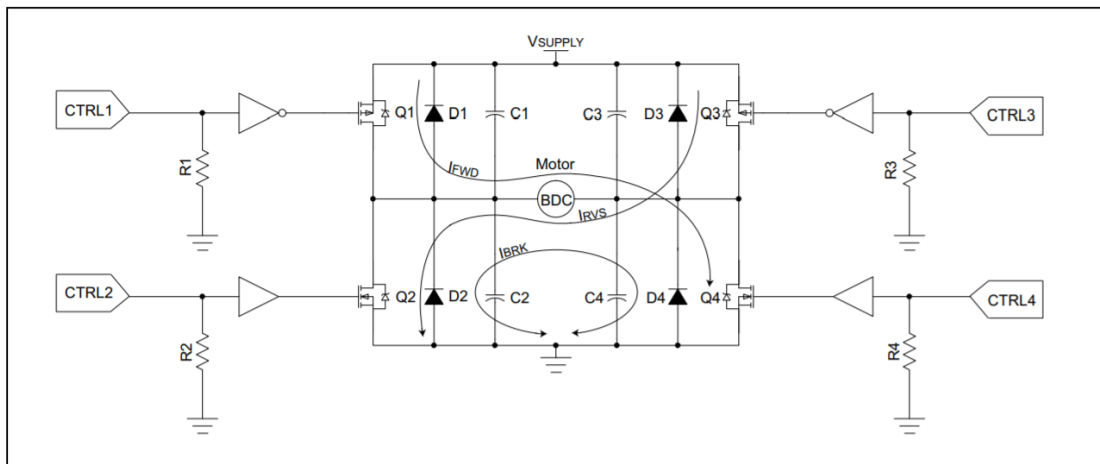 VSUPPLY
CTRL1
Q1
D1
C1
C3
D3
Q3
CTRL3
R1
IFWD
Motor
R3
BDC
IRVS
IBRK
CTRL2
Q2
D2
C2
C4
D4
Q4
CTRL4
R2
R4